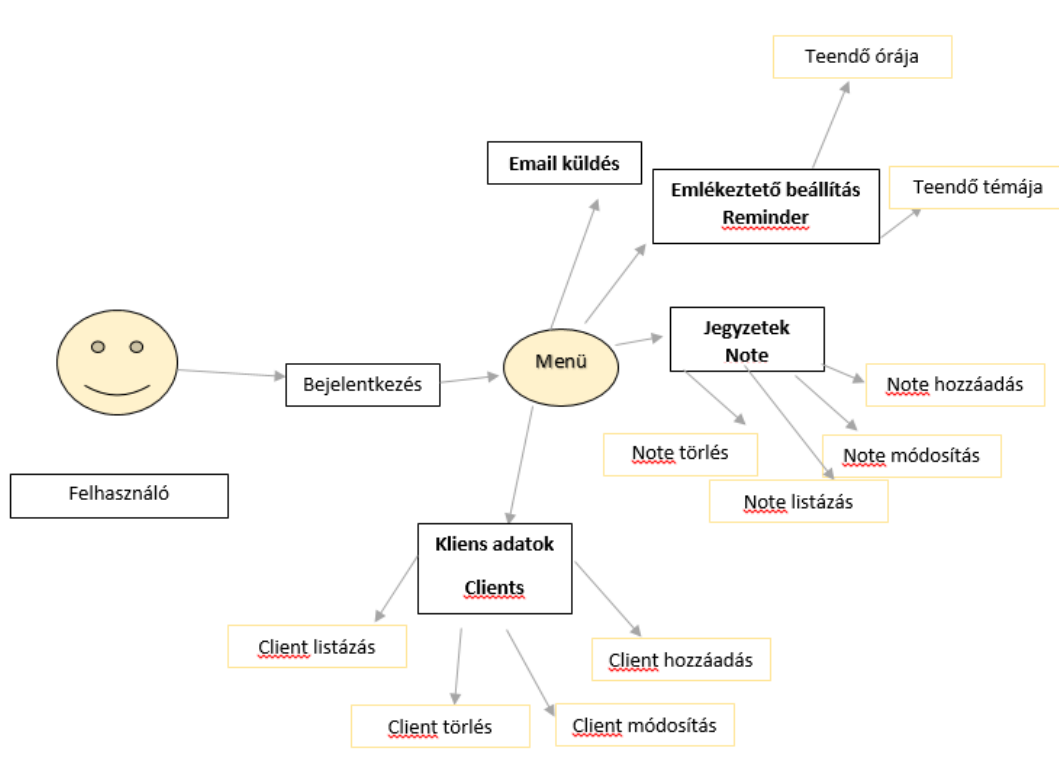 Teendő órája
Email küldés
Emlékeztető beállítás
Reminder
Teendő témája
Jegyzetek
Note
Menü
Bejelentkezés
Note hozzáadás
Note törlés
Note módosítás
Felhasználó
Note listázás
Kliens adatok
Clients
Client listázás
Client hozzáadás
Client törlés
Client módosítás